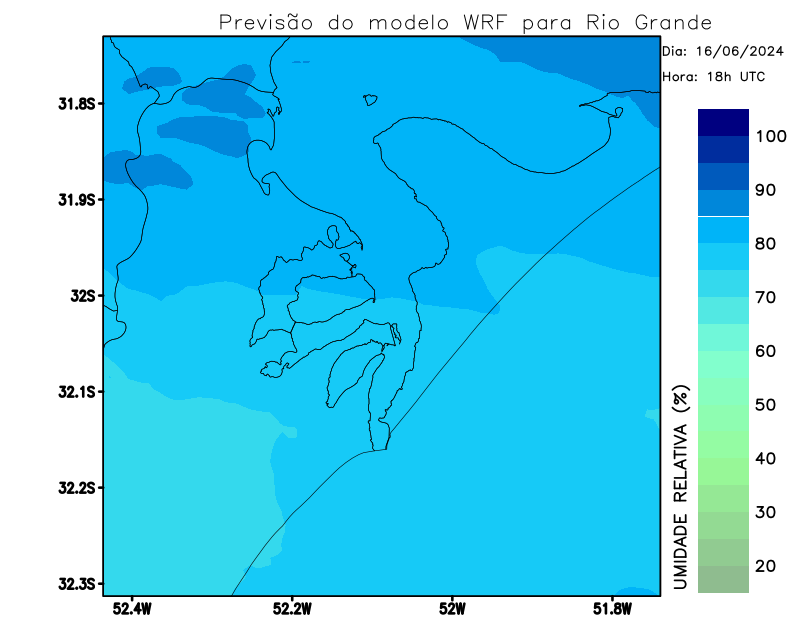 Previsão do modelo WRF para Rio Grande
Dia: 16/06/2024
Hora: 18h UTC
31.8S
31.9S
32S
32.1S
32.2S
32.3S
52.4W
52.2W
52W
51.8W
100
90
80
70
60
50
40
30
20
UMIDADE RELATIVA (%)